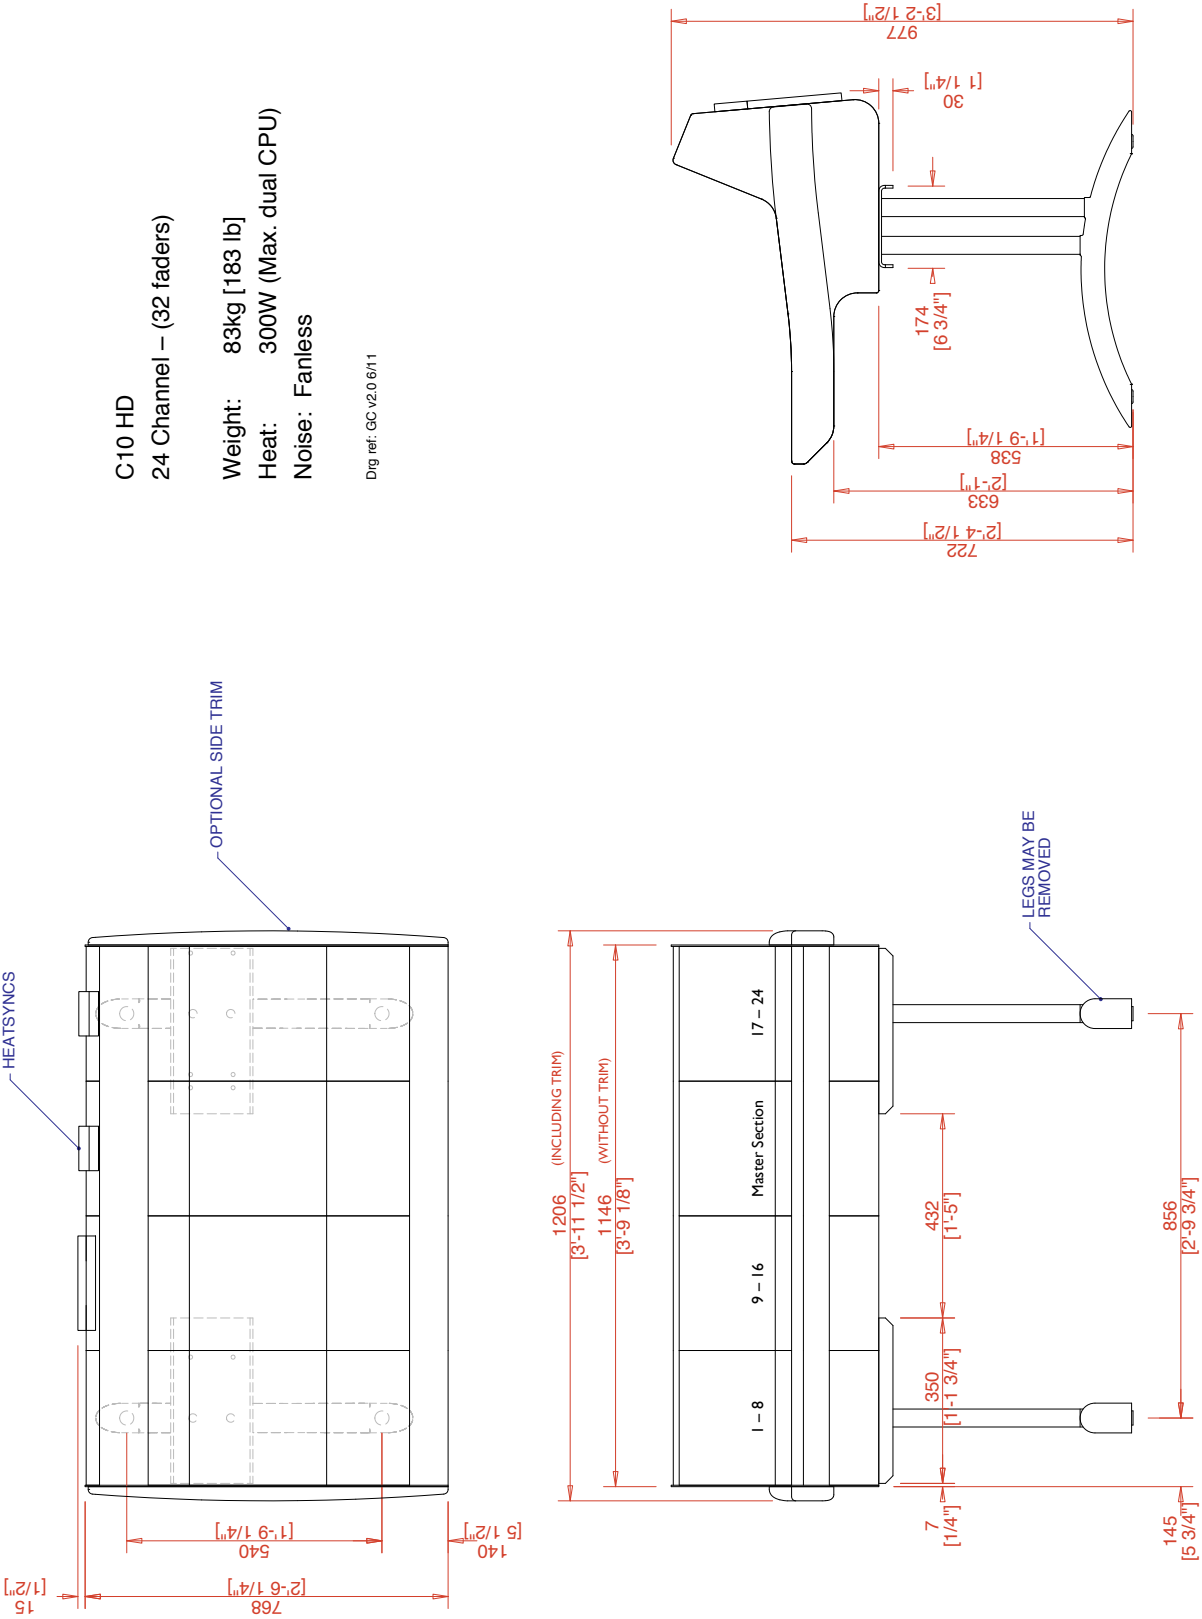 C10 HD
24 Channel – (32 faders)
Weight: 83kg [183 lb]
Heat: 300W (Max. dual CPU)
Noise: Fanless
Drg ref: GC v2.0 6/11
HEATSYNCS
OPTIONAL SIDE TRIM
15
[1/2"]
768
[2'-6 1/4"]
540
[1'-9 1/4"]
140
[5 1/2"]
1206 (INCLUDING TRIM)
[3'-11 1/2"]
1146 (WITHOUT TRIM)
[3'-9 1/8"]
1 – 8
9 – 16
Master Section
17 – 24
7
[1/4"]
350
[1'-1 3/4"]
432
[1'-5"]
145
[5 3/4"]
856
[2'-9 3/4"]
LEGS MAY BE
REMOVED
977
[3'-2 1/2"]
30
[1 1/4"]
174
[6 3/4"]
538
[1'-9 1/4"]
633
[2'-1"]
722
[2'-4 1/2"]